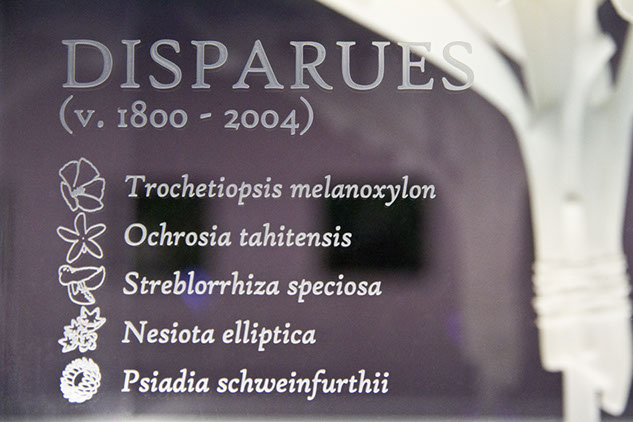 DISPARUES
(v. 1800 - 2004)
Trochetiopsis melanoxylon
Ochrosia tahitensis
Streblorrhiza speciosa
Nesiota elliptica
Psiadia schweinfurthii